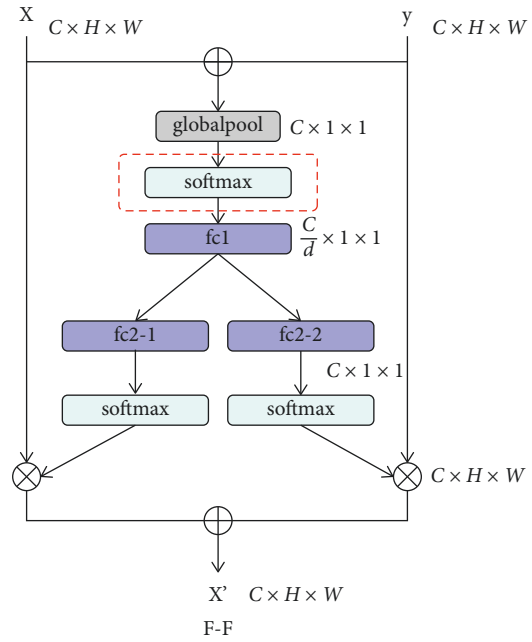 X
C × H × W
y
C × H × W
globalpool
C × 1 × 1
softmax
fc1
C/d × 1 × 1
fc2-1
fc2-2
C × 1 × 1
softmax
softmax
C × H × W
X'
C × H × W
F-F